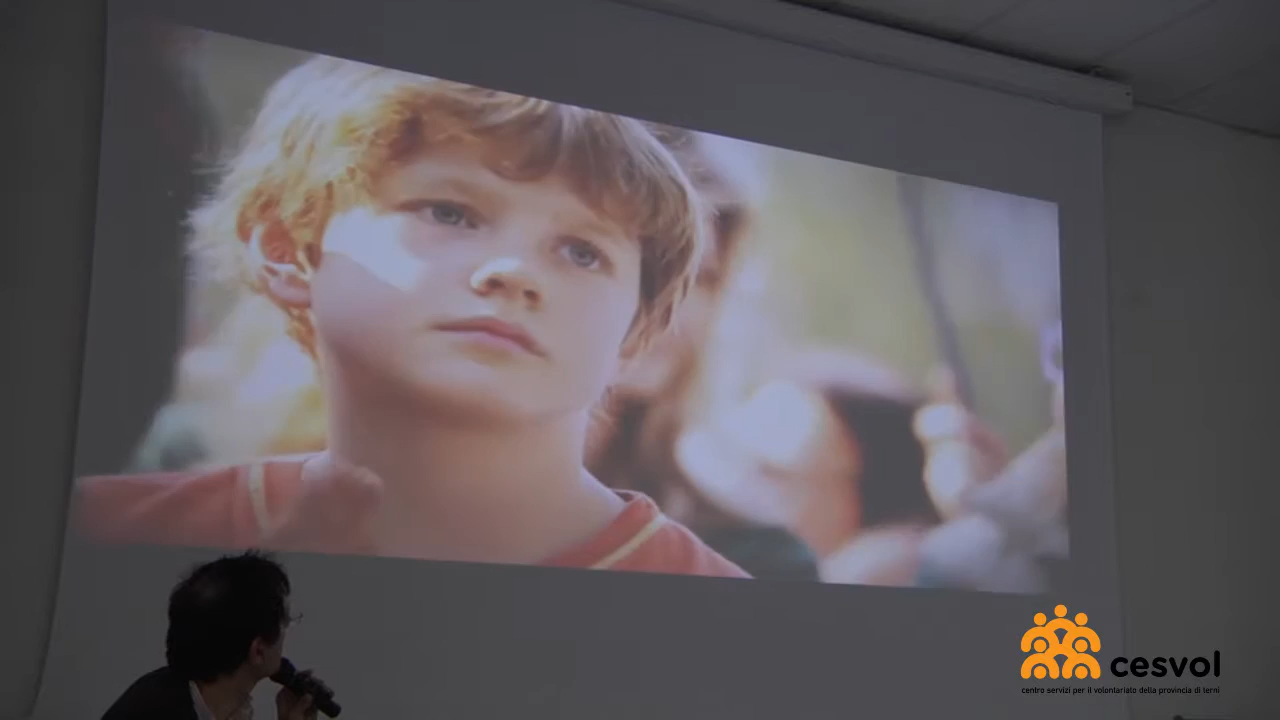 cesvol
centro servizi per il volontariato della provincia di terni